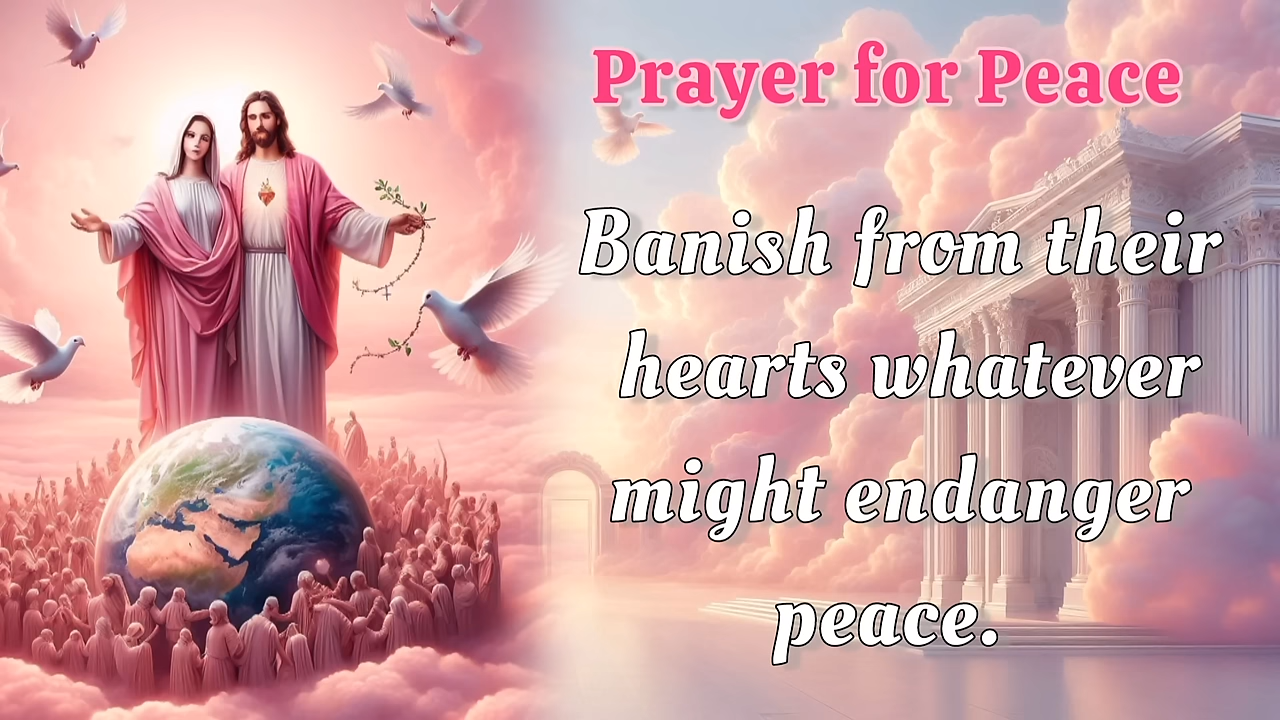 Prayer for Peace
Banish from their
hearts whatever
might endanger
peace.